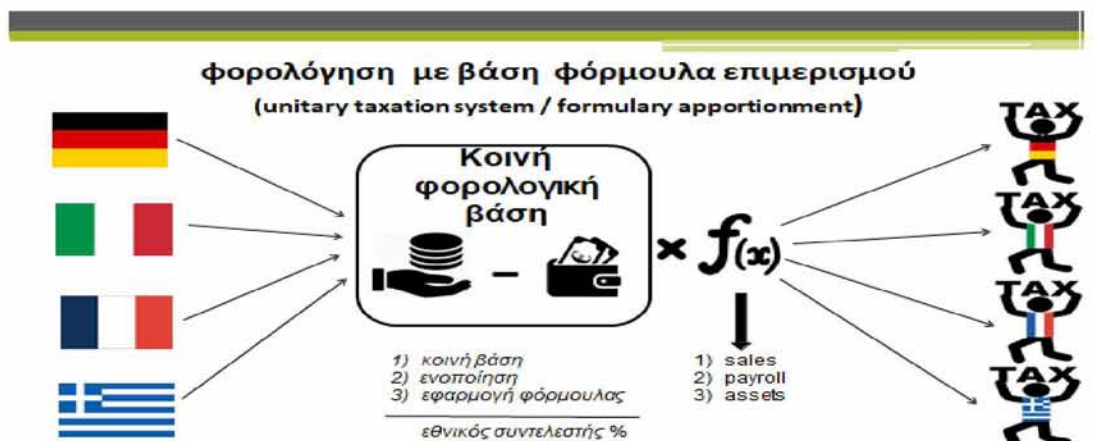 φορολόγηση με βάση φόρμουλα επιμερισμού
(unitary taxation system / formulary apportionment)
Κοινή
φορολογική
βάση
– × f(x)
1) κοινή βάση
2) ενοποίηση
3) εφαρμογή φόρμουλας
εθνικός συντελεστής %
1) sales
2) payroll
3) assets
TAX
TAX
TAX
TAX